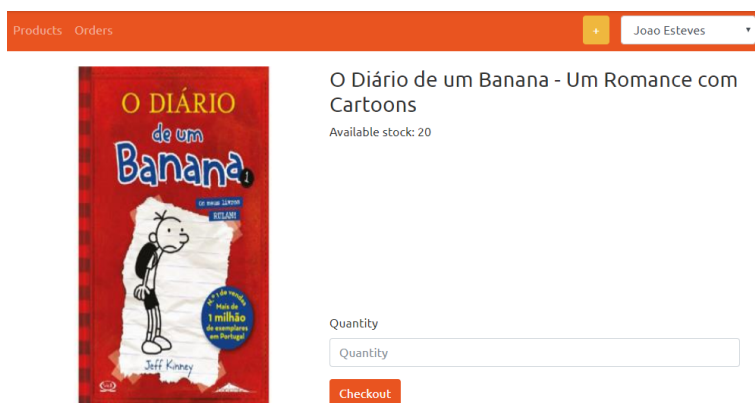 Products Orders
+
Joao Esteves
O DIÁRIO
de um
Banana
1
os meus livros
RULAM!
N.º 1 de vendas
Mais de
1 milhão
de exemplares
em Portugal
Jeff Kinney
O Diário de um Banana - Um Romance com
Cartoons
Available stock: 20
Quantity
Quantity
Checkout